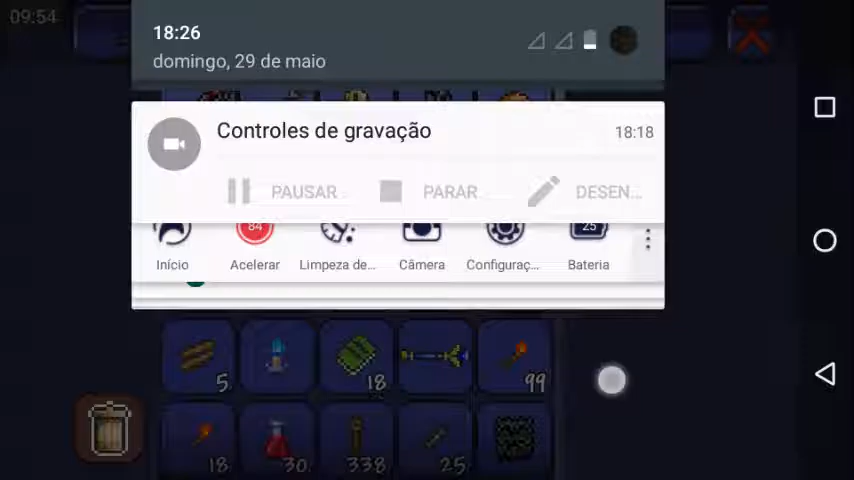 09:54
18:26
domingo, 29 de maio
Controles de gravação
18:18
PAUSAR
PARAR
DESEN...
84
25
Início
Acelerar
Limpeza de...
Câmera
Configuraç...
Bateria
5
18
99
18
30
338
25